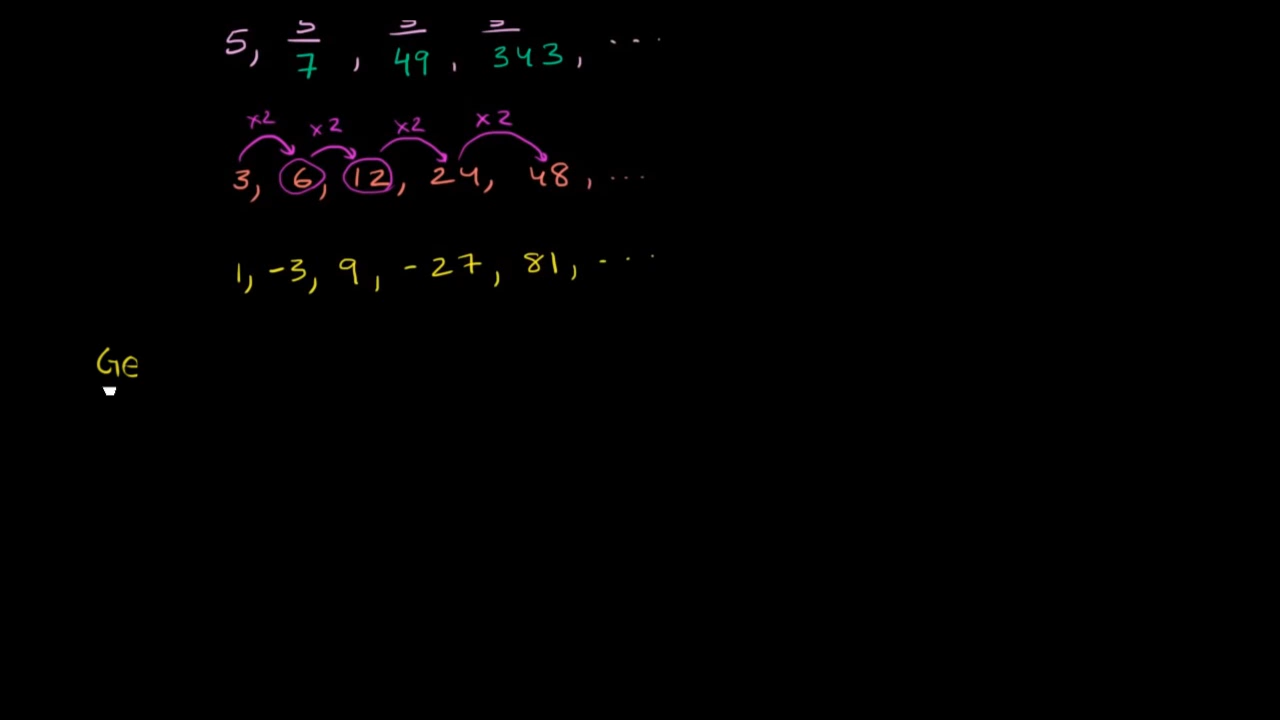 5, 5/7, 5/49, 5/343, ...
×2 ×2 ×2 ×2
3, 6, 12, 24, 48, ...
1, -3, 9, -27, 81, ...
Ge